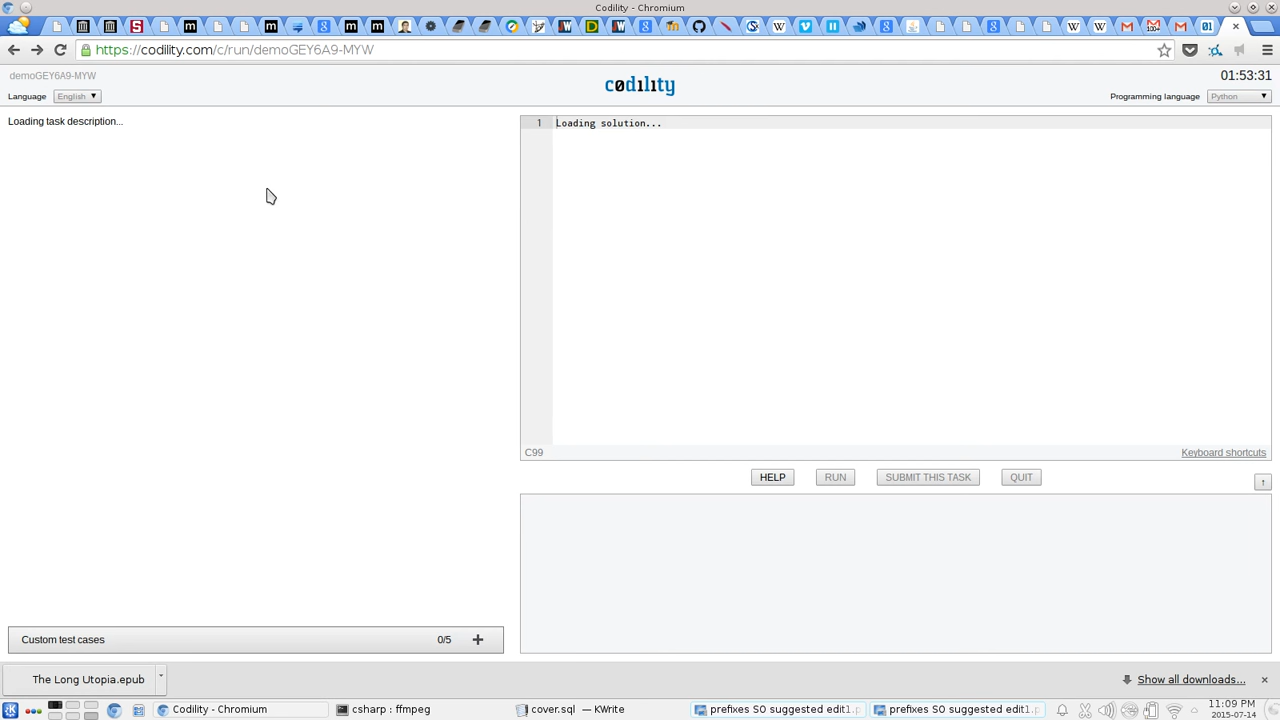 Codility - Chromium
https://codility.com/c/run/demoGEY6A9-MYW
demoGEY6A9-MYW
codility
01:53:31
Language English
Programming language Python
Loading task description...
1 Loading solution...
C99
Keyboard shortcuts
HELP RUN SUBMIT THIS TASK QUIT
↑
Custom test cases 0/5 +
The Long Utopia.epub
Show all downloads...
Codility - Chromium
csharp : ffmpeg
cover.sql — KWrite
prefixes SO suggested edit1.p
prefixes SO suggested edit1.p
11:09 PM
2015-07-14